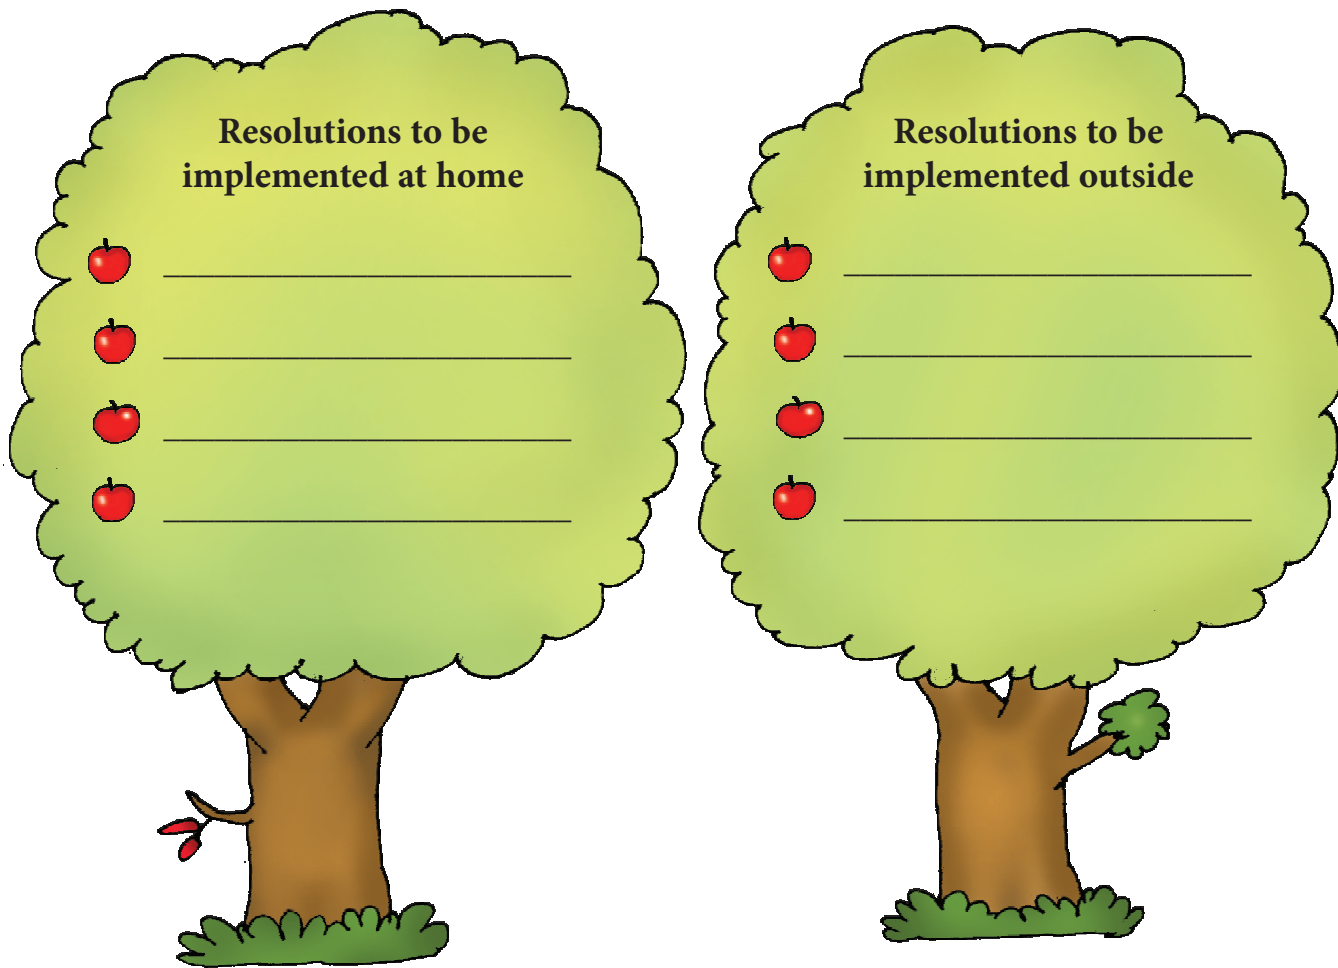 Resolutions to be
implemented at home
Resolutions to be
implemented outside